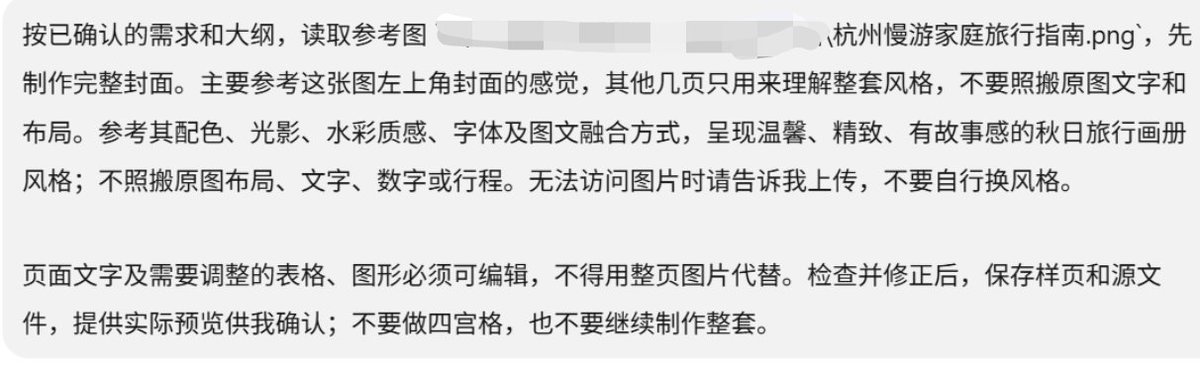 按已确认的需求和大纲，读取参考图 \杭州慢游家庭旅行指南.png`，先
制作完整封面。主要参考这张图左上角封面的感觉，其他几页只用来理解整套风格，不要照搬原图文字和
布局。参考其配色、光影、水彩质感、字体及图文融合方式，呈现温馨、精致、有故事感的秋日旅行画册
风格；不照搬原图布局、文字、数字或行程。无法访问图片时请告诉我上传，不要自行换风格。
页面文字及需要调整的表格、图形必须可编辑，不得用整页图片代替。检查并修正后，保存样页和源文
件，提供实际预览供我确认；不要做四宫格，也不要继续制作整套。